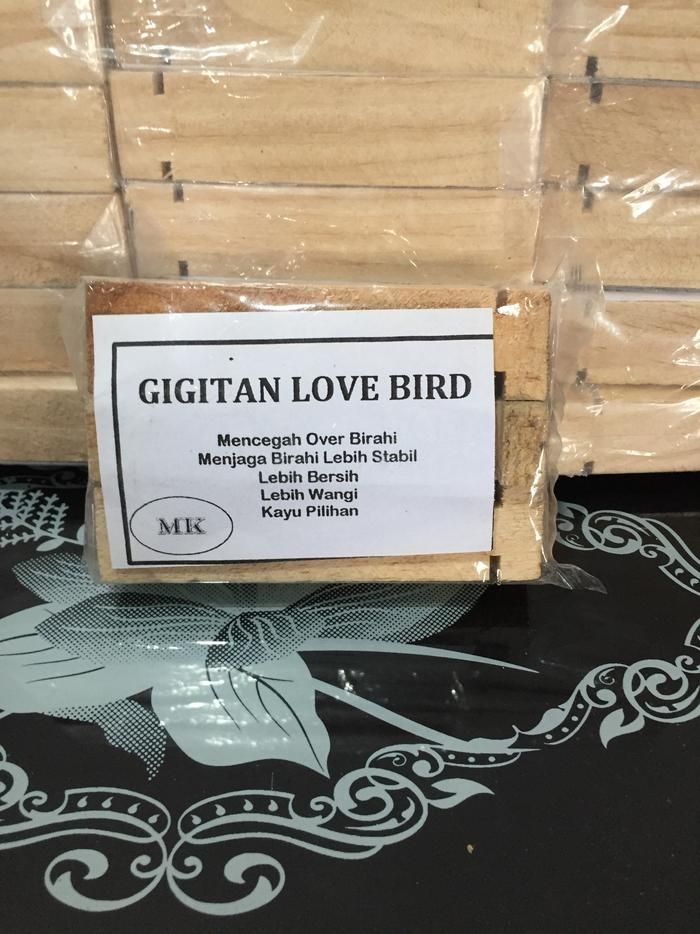 GIGITAN LOVE BIRD
Mencegah Over Birahi
Menjaga Birahi Lebih Stabil
Lebih Bersih
Lebih Wangi
Kayu Pilihan
MK